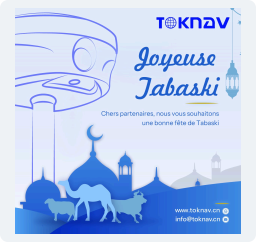 TOKNAV
Joyeuse
Tabaski
Chers partenaires, nous vous souhaitons
une bonne fête de Tabaski
www.toknav.cn
info@toknav.cn